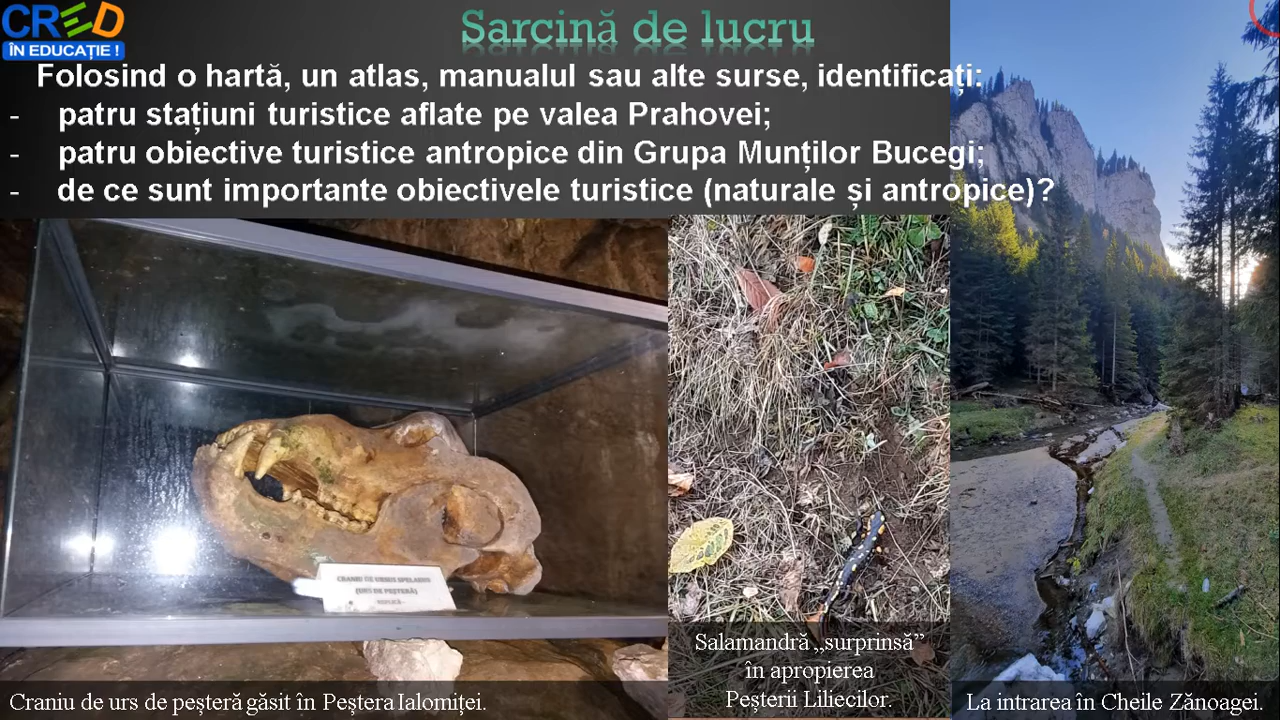 CRED
ÎN EDUCAȚIE !
Sarcină de lucru
Folosind o hartă, un atlas, manualul sau alte surse, identificați:
- patru stațiuni turistice aflate pe valea Prahovei;
- patru obiective turistice antropice din Grupa Munților Bucegi;
- de ce sunt importante obiectivele turistice (naturale și antropice)?
CRANIU DE URSUS SPELAEUS
(URS DE PEȘTERĂ)
Craniu de urs de peșteră găsit în Peștera Ialomiței.
Salamandră „surprinsă”
în apropierea
Peșterii Liliecilor.
La intrarea în Cheile Zănoagei.